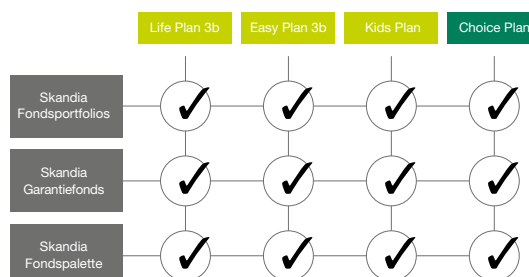 Life Plan 3b
Easy Plan 3b
Kids Plan
Choice Plan
Skandia
Fondsportfolios
Skandia
Garantiefonds
Skandia
Fondspalette